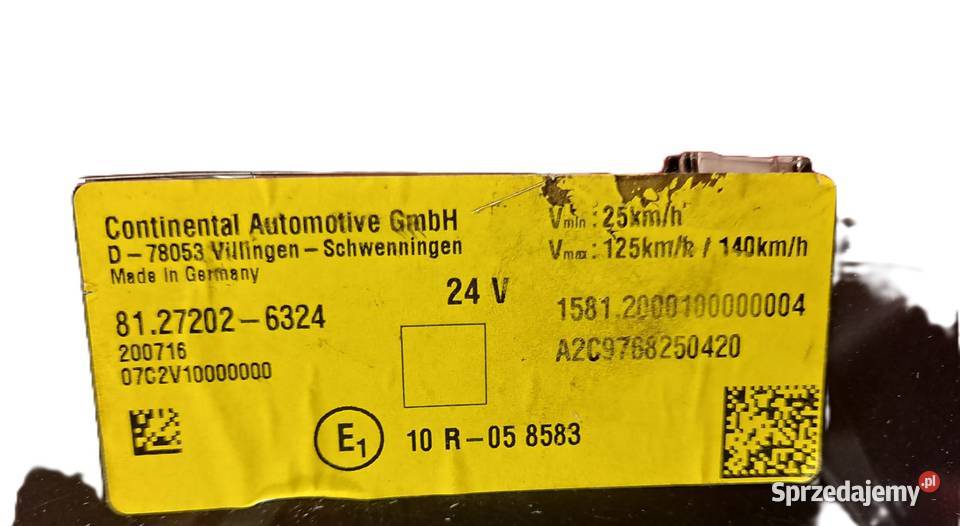 Continental Automotive GmbH
D-78053 Villingen-Schwenningen
Made in Germany
81.27202-6324
200716
07C2V10000000
24 V
Vmin : 25km/h
Vmax : 125km/h / 140km/h
1581.2000100000004
A2C9768250420
E1
10 R-05 8583
Sprzedajemy.pl